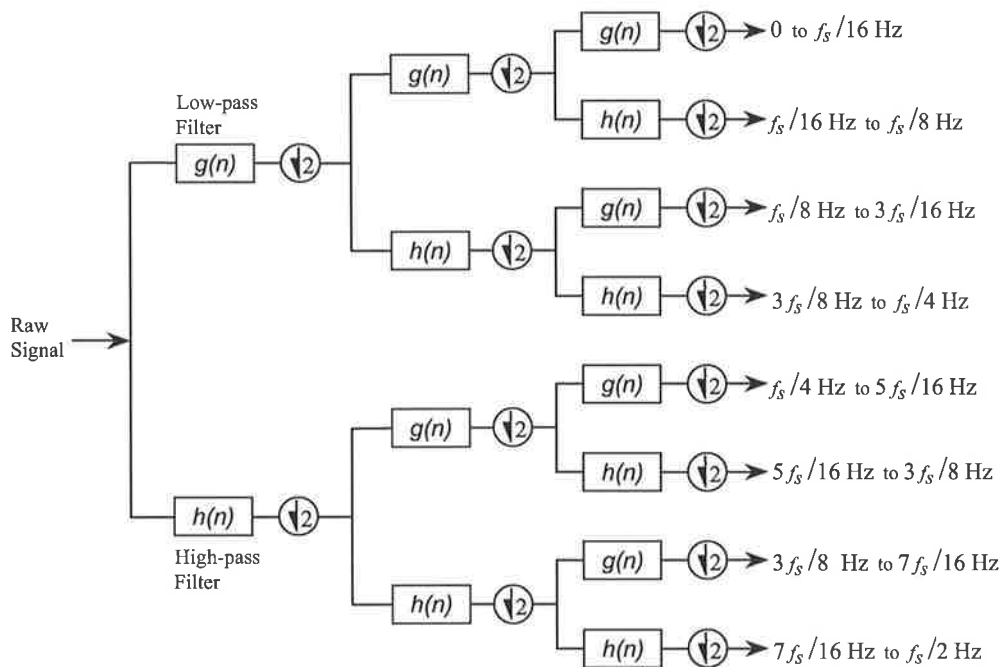 g(n) 2 0 to fs/16 Hz
g(n) 2
Low-pass
Filter
h(n) 2 fs/16 Hz to fs/8 Hz
g(n) 2
g(n) 2 fs/8 Hz to 3fs/16 Hz
h(n) 2
h(n) 2 3fs/8 Hz to fs/4 Hz
Raw
Signal
g(n) 2 fs/4 Hz to 5fs/16 Hz
g(n) 2
h(n) 2 5fs/16 Hz to 3fs/8 Hz
h(n) 2
High-pass
Filter
g(n) 2 3fs/8 Hz to 7fs/16 Hz
h(n) 2
h(n) 2 7fs/16 Hz to fs/2 Hz